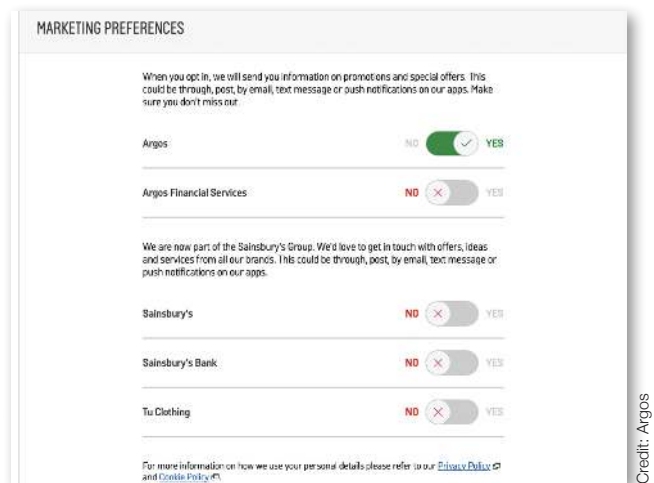 MARKETING PREFERENCES
When you opt in, we will send you information on promotions and special offers. This
could be through, post, by email, text message or push notifications on our apps. Make
sure you don't miss out.
Argos NO YES
Argos Financial Services NO YES
We are now part of the Sainsbury's Group. We'd love to get in touch with offers, ideas
and services from all our brands. This could be through, post, by email, text message or
push notifications on our apps.
Sainsbury's NO YES
Sainsbury's Bank NO YES
Tu Clothing NO YES
For more information on how we use your personal details please refer to our Privacy Policy
and Cookie Policy
Credit: Argos